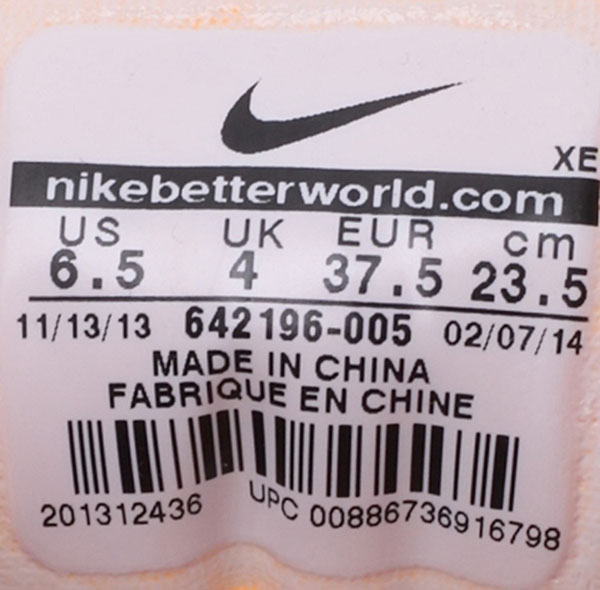 XE
nikebetterworld.com
US UK EUR cm
6.5 4 37.5 23.5
11/13/13 642196-005 02/07/14
MADE IN CHINA
FABRIQUE EN CHINE
201312436 UPC 00886736916798